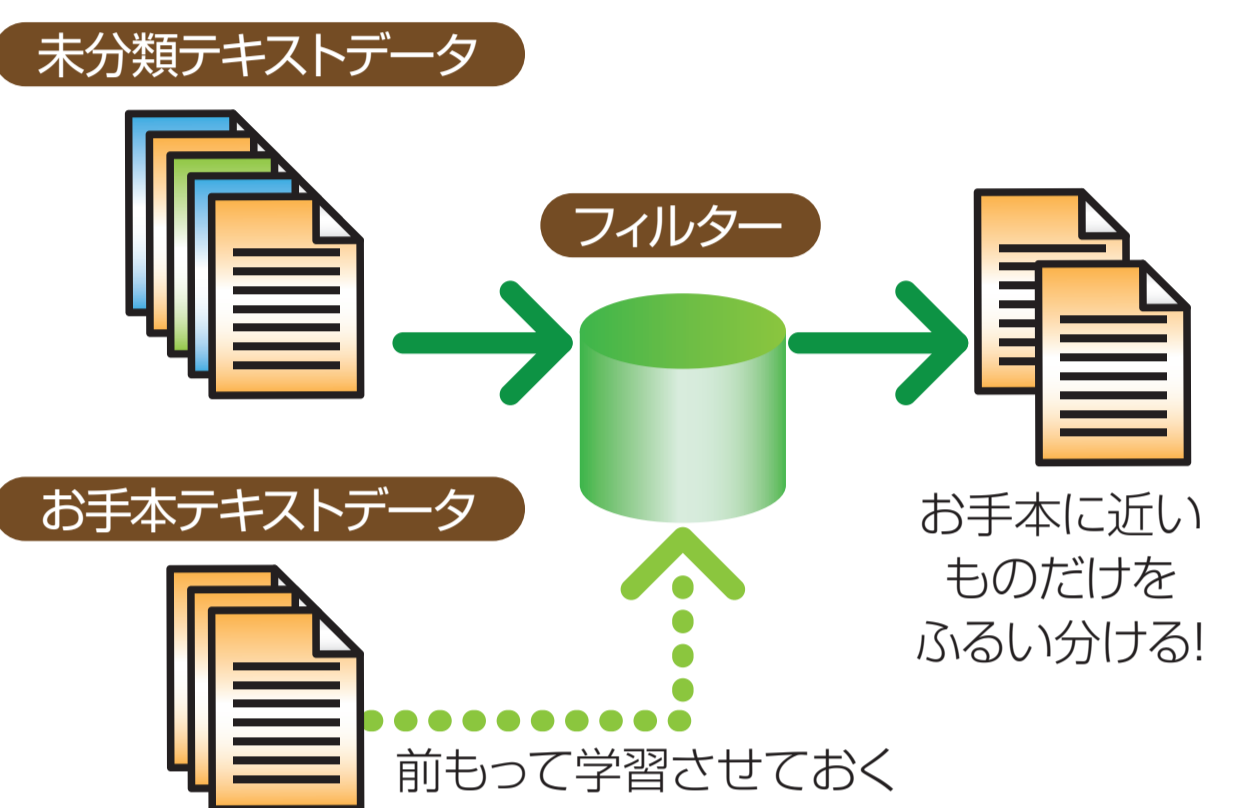 未分類テキストデータ
フィルター
お手本テキストデータ
お手本に近い
ものだけを
ふるい分ける!
前もって学習させておく